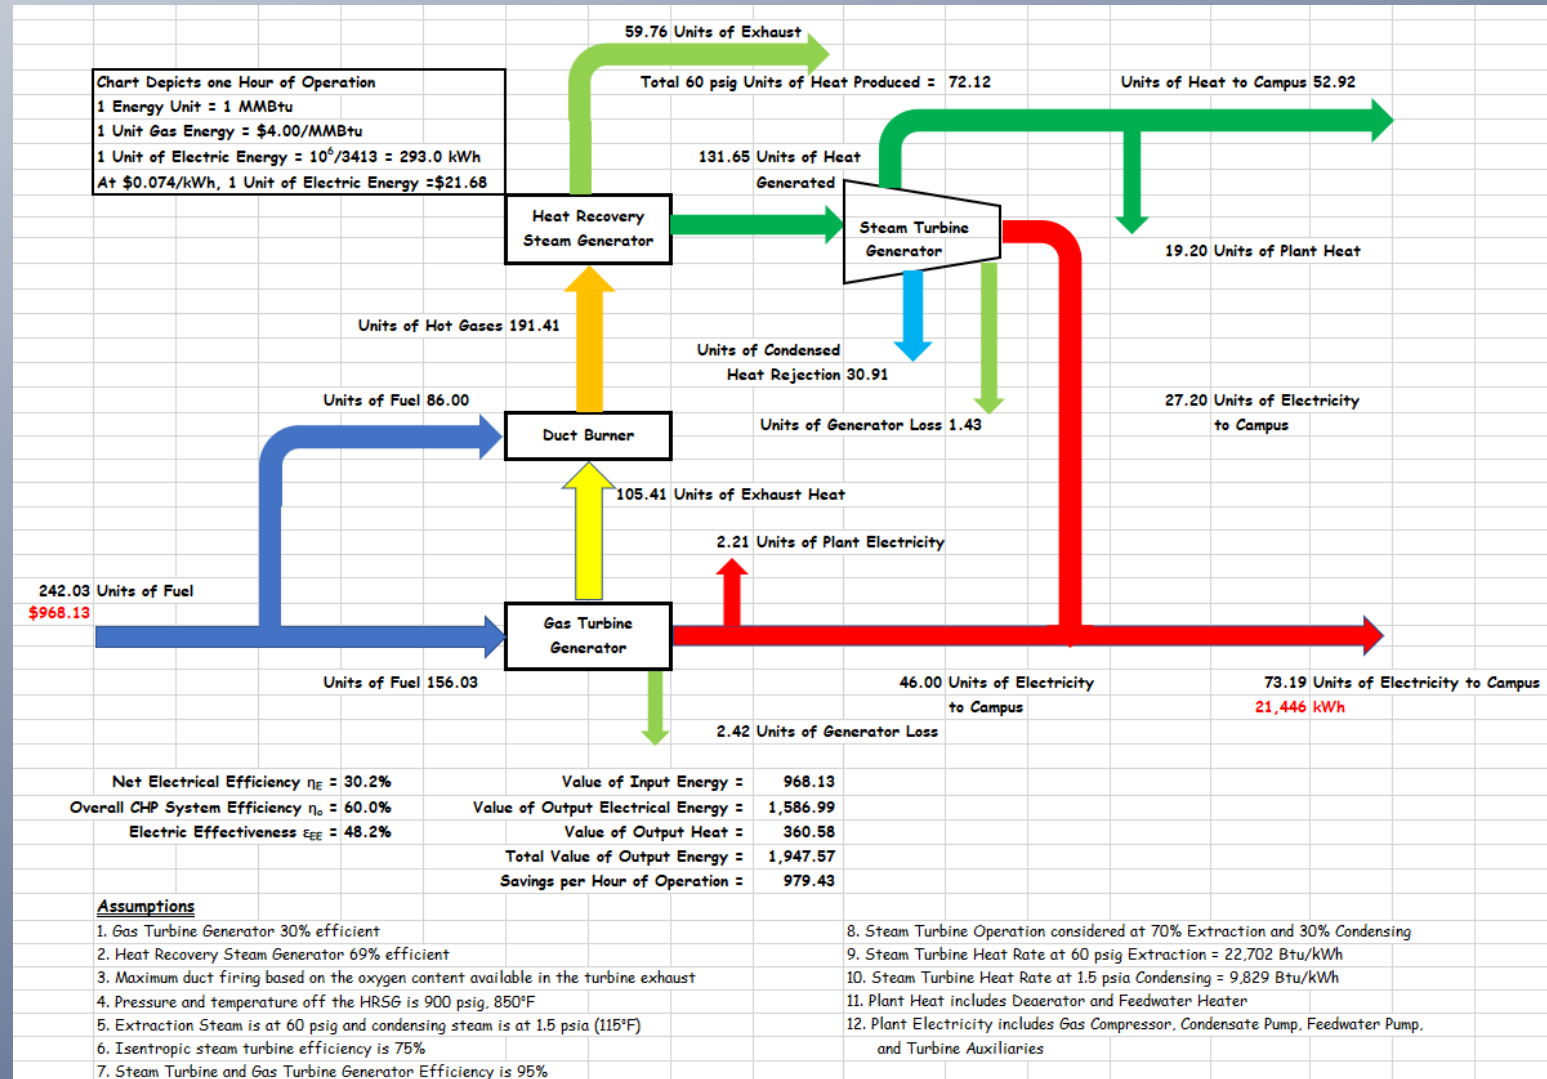 59.76 Units of Exhaust
Chart Depicts one Hour of Operation
1 Energy Unit = 1 MMBtu
1 Unit Gas Energy = $4.00/MMBtu
1 Unit of Electric Energy = 10⁶/3413 = 293.0 kWh
At $0.074/kWh, 1 Unit of Electric Energy =$21.68
Total 60 psig Units of Heat Produced = 72.12
Units of Heat to Campus 52.92
131.65 Units of Heat
Generated
Heat Recovery
Steam Generator
Steam Turbine
Generator
19.20 Units of Plant Heat
Units of Hot Gases 191.41
Units of Condensed
Heat Rejection 30.91
Units of Fuel 86.00
27.20 Units of Electricity
to Campus
Units of Generator Loss 1.43
Duct Burner
105.41 Units of Exhaust Heat
2.21 Units of Plant Electricity
242.03 Units of Fuel
$968.13
Gas Turbine
Generator
Units of Fuel 156.03
46.00 Units of Electricity
to Campus
73.19 Units of Electricity to Campus
21,446 kWh
2.42 Units of Generator Loss
Net Electrical Efficiency ηE = 30.2%
Overall CHP System Efficiency ηo = 60.0%
Electric Effectiveness εEE = 48.2%
Value of Input Energy = 968.13
Value of Output Electrical Energy = 1,586.99
Value of Output Heat = 360.58
Total Value of Output Energy = 1,947.57
Savings per Hour of Operation = 979.43
Assumptions
1. Gas Turbine Generator 30% efficient
2. Heat Recovery Steam Generator 69% efficient
3. Maximum duct firing based on the oxygen content available in the turbine exhaust
4. Pressure and temperature off the HRSG is 900 psig, 850°F
5. Extraction Steam is at 60 psig and condensing steam is at 1.5 psia (115°F)
6. Isentropic steam turbine efficiency is 75%
7. Steam Turbine and Gas Turbine Generator Efficiency is 95%
8. Steam Turbine Operation considered at 70% Extraction and 30% Condensing
9. Steam Turbine Heat Rate at 60 psig Extraction = 22,702 Btu/kWh
10. Steam Turbine Heat Rate at 1.5 psia Condensing = 9,829 Btu/kWh
11. Plant Heat includes Deaerator and Feedwater Heater
12. Plant Electricity includes Gas Compressor, Condensate Pump, Feedwater Pump,
and Turbine Auxiliaries